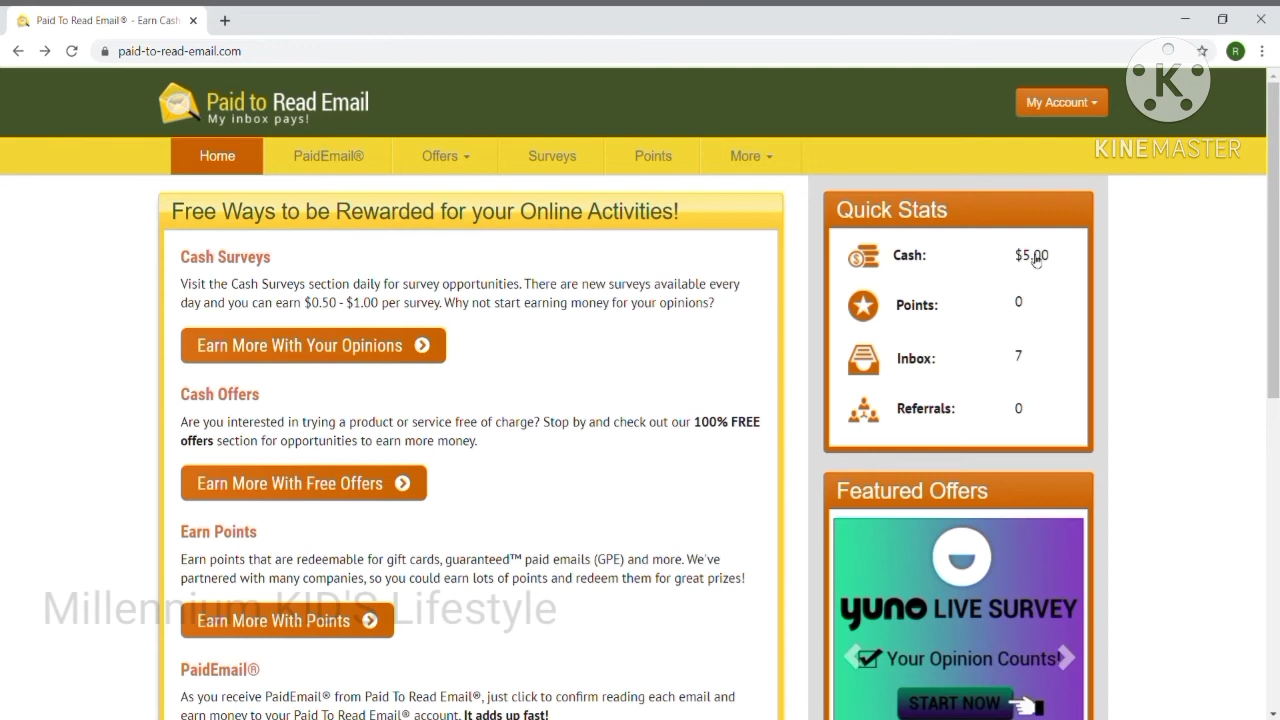 Paid To Read Email® - Earn Cash
paid-to-read-email.com
R
K
KINEMASTER
Paid to Read Email
My inbox pays!
My Account
Home
PaidEmail®
Offers
Surveys
Points
More
Free Ways to be Rewarded for your Online Activities!
Cash Surveys
Visit the Cash Surveys section daily for survey opportunities. There are new surveys available every
day and you can earn $0.50 - $1.00 per survey. Why not start earning money for your opinions?
Earn More With Your Opinions
Cash Offers
Are you interested in trying a product or service free of charge? Stop by and check out our 100% FREE
offers section for opportunities to earn more money.
Earn More With Free Offers
Earn Points
Earn points that are redeemable for gift cards, guaranteed™ paid emails (GPE) and more. We've
partnered with many companies, so you could earn lots of points and redeem them for great prizes!
Millennium KID'S Lifestyle
Earn More With Points
PaidEmail®
As you receive PaidEmail® from Paid To Read Email®, just click to confirm reading each email and
earn money to your Paid To Read Email® account. It adds up fast!
Quick Stats
Cash: $5.00
Points: 0
Inbox: 7
Referrals: 0
Featured Offers
yuno LIVE SURVEY
Your Opinion Counts!
START NOW